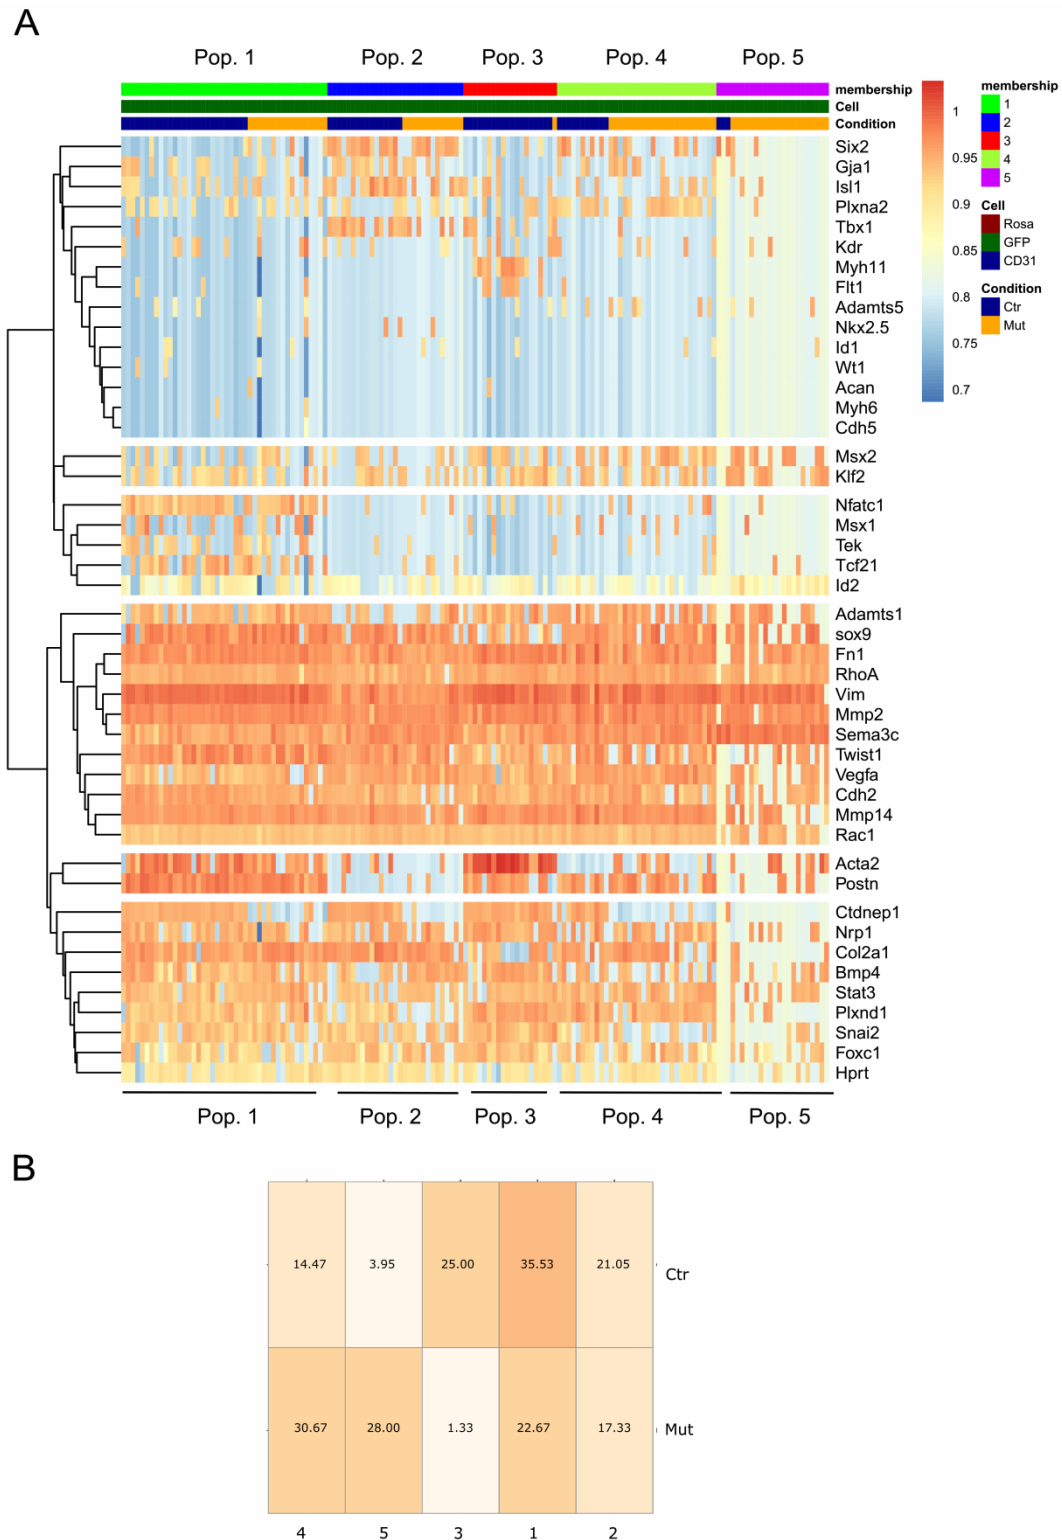 A
Pop. 1 Pop. 2 Pop. 3 Pop. 4 Pop. 5
membership
Cell
Condition
Six2
Gja1
Isl1
Plxna2
Tbx1
Kdr
Myh11
Flt1
Adamts5
Nkx2.5
Id1
Wt1
Acan
Myh6
Cdh5
Msx2
Klf2
Nfatc1
Msx1
Tek
Tcf21
Id2
Adamts1
sox9
Fn1
RhoA
Vim
Mmp2
Sema3c
Twist1
Vegfa
Cdh2
Mmp14
Rac1
Acta2
Postn
Ctdnep1
Nrp1
Col2a1
Bmp4
Stat3
Plxnd1
Snai2
Foxc1
Hprt
1
0.95
0.9
0.85
0.8
0.75
0.7
membership
1
2
3
4
5
Cell
Rosa
GFP
CD31
Condition
Ctr
Mut
Pop. 1 Pop. 2 Pop. 3 Pop. 4 Pop. 5
B
14.47 3.95 25.00 35.53 21.05 Ctr
30.67 28.00 1.33 22.67 17.33 Mut
4 5 3 1 2